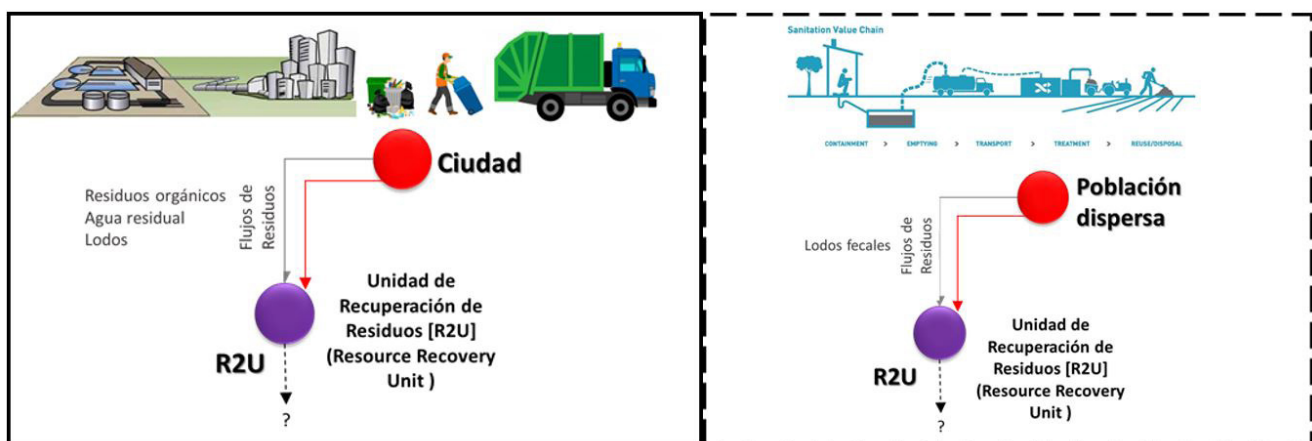 Ciudad
Residuos orgánicos
Agua residual
Lodos
Flujos de
Residuos
Unidad de
Recuperación de
Residuos [R2U]
(Resource Recovery
Unit )
R2U
?
Sanitation Value Chain
CONTAINMENT > EMPTYING > TRANSPORT > TREATMENT > REUSE/DISPOSAL
Población
dispersa
Lodos fecales
Flujos de
Residuos
Unidad de
Recuperación de
Residuos [R2U]
(Resource Recovery
Unit )
R2U
?